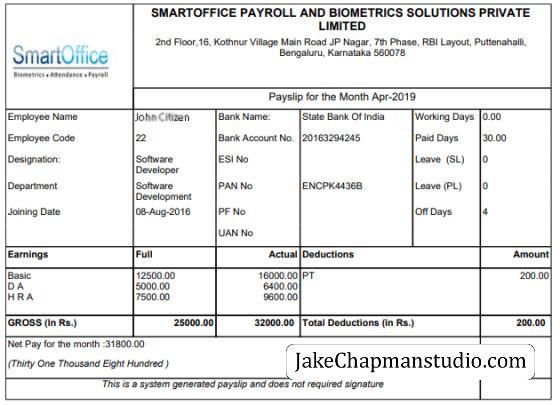 SMARTOFFICE PAYROLL AND BIOMETRICS SOLUTIONS PRIVATE
LIMITED
2nd Floor,16, Kothnur Village Main Road JP Nagar, 7th Phase, RBI Layout, Puttenahalli,
Bengaluru, Karnataka 560078
SmartOffice
Biometrics • Attendance • Payroll
Payslip for the Month Apr-2019
Employee Name John Citizen Bank Name: State Bank Of India Working Days 0.00
Employee Code 22 Bank Account No. 20163294245 Paid Days 30.00
Designation: Software Developer ESI No Leave (SL) 0
Department Software Development PAN No ENCPK4436B Leave (PL) 0
Joining Date 08-Aug-2016 PF No Off Days 4
UAN No
Earnings Full Actual Deductions Amount
Basic 12500.00 16000.00 PT 200.00
D A 5000.00 6400.00
H R A 7500.00 9600.00
GROSS (In Rs.) 25000.00 32000.00 Total Deductions (in Rs.) 200.00
Net Pay for the month :31800.00
(Thirty One Thousand Eight Hundred )
JakeChapmanstudio.com
This is a system generated payslip and does not required signature